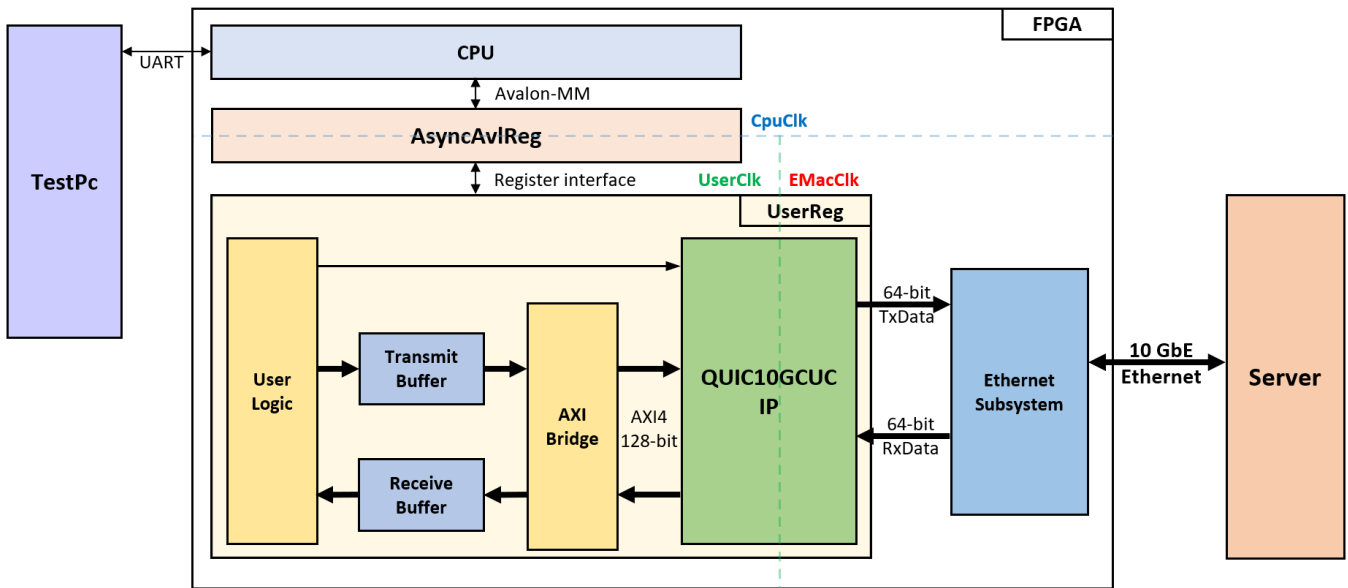 FPGA
CPU
UART
Avalon-MM
CpuClk
AsyncAvlReg
TestPc
Register interface
UserClk
EMacClk
UserReg
64-bit
TxData
Transmit
Buffer
10 GbE
Ethernet
User
Logic
AXI
Bridge
AXI4
128-bit
QUIC10GCUC
IP
Ethernet
Subsystem
Server
64-bit
RxData
Receive
Buffer